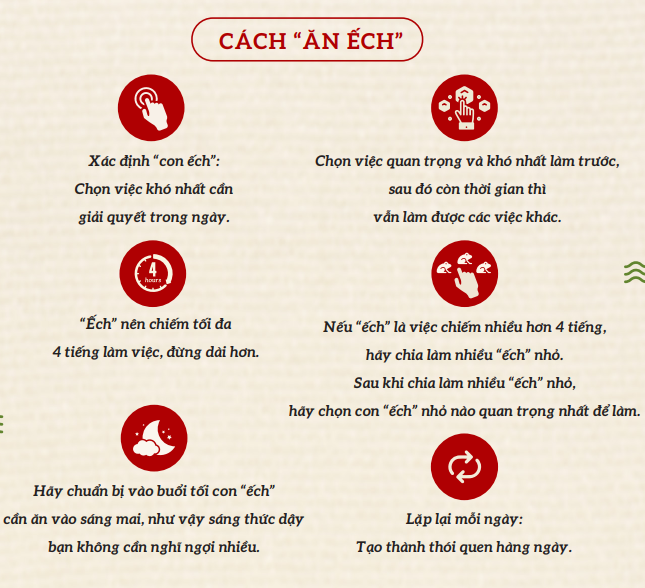 CÁCH “ĂN ẾCH”
Xác định “con ếch”:
Chọn việc khó nhất cần
giải quyết trong ngày.
Chọn việc quan trọng và khó nhất làm trước,
sau đó còn thời gian thì
vẫn làm được các việc khác.
4
hours
“Ếch” nên chiếm tối đa
4 tiếng làm việc, đừng dài hơn.
Nếu “ếch” là việc chiếm nhiều hơn 4 tiếng,
hãy chia làm nhiều “ếch” nhỏ.
Sau khi chia làm nhiều “ếch” nhỏ,
hãy chọn con “ếch” nhỏ nào quan trọng nhất để làm.
Hãy chuẩn bị vào buổi tối con “ếch”
cần ăn vào sáng mai, như vậy sáng thức dậy
bạn không cần nghĩ ngợi nhiều.
Lặp lại mỗi ngày:
Tạo thành thói quen hàng ngày.